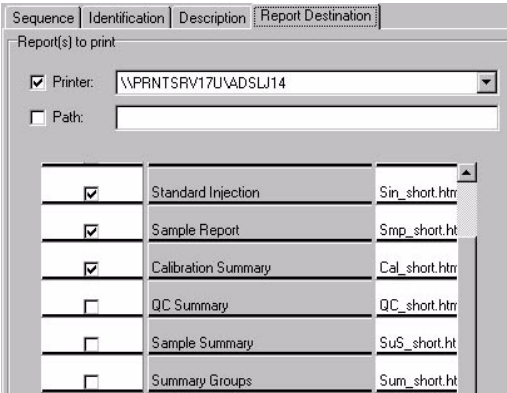 Sequence Identification Description Report Destination
Report(s) to print
Printer: \\PRNTSRV17U\ADSLJ14
Path:
Standard Injection Sin_short.htm
Sample Report Smp_short.ht
Calibration Summary Cal_short.htm
QC Summary QC_short.htm
Sample Summary SuS_short.ht
Summary Groups Sum_short.ht